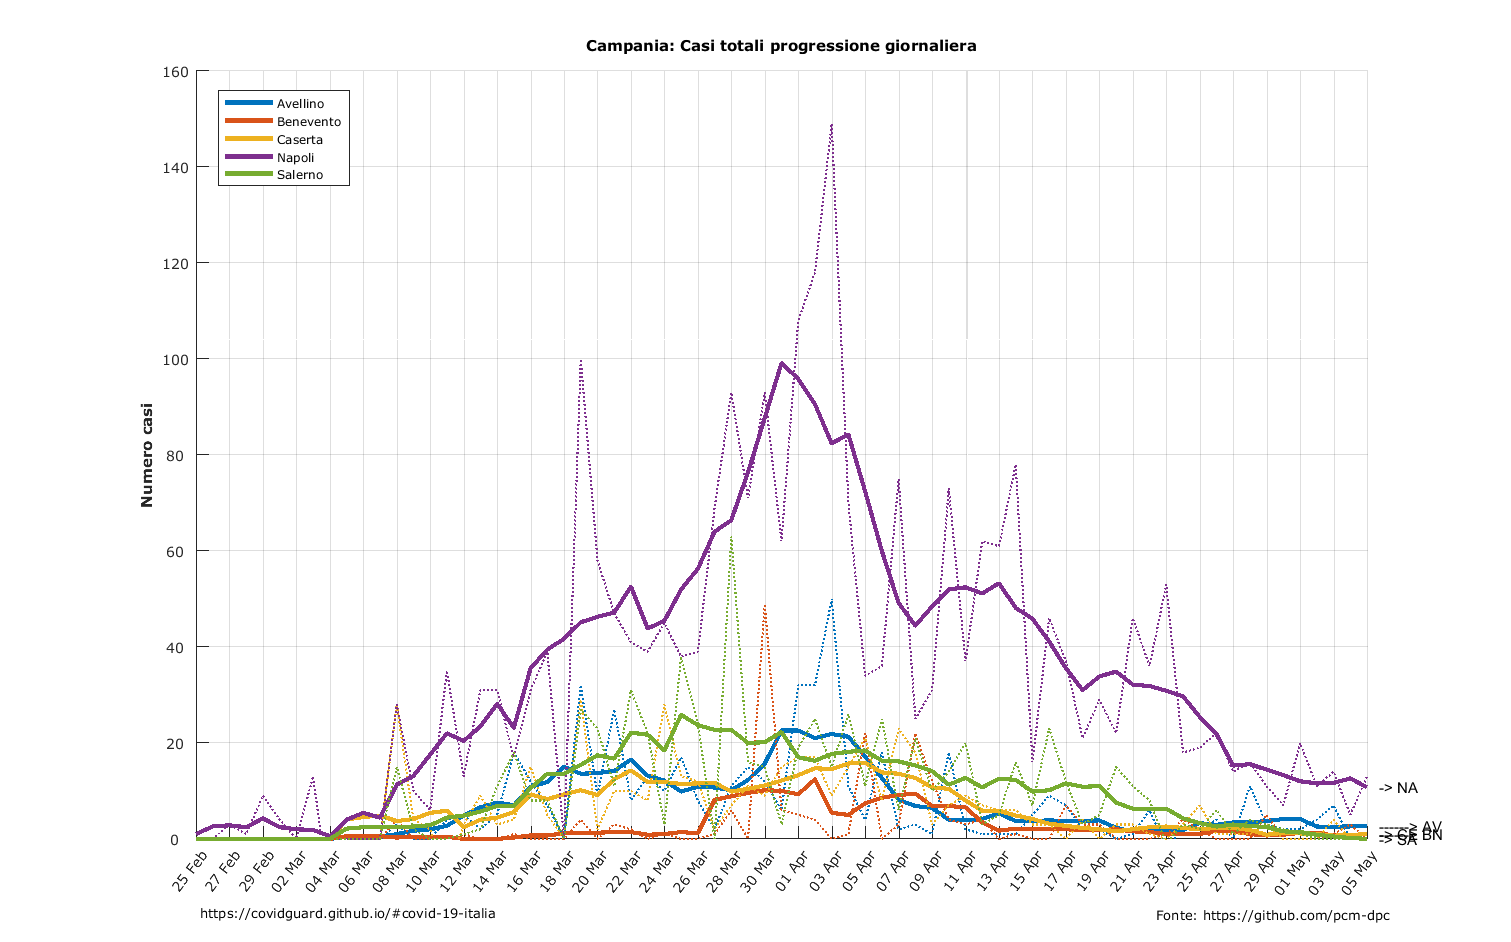 Campania: Casi totali progressione giornaliera
160
140
120
100
80
60
40
20
0
Numero casi
Avellino
Benevento
Caserta
Napoli
Salerno
-> NA
----> AV
BN
-> SA
25 Feb
27 Feb
29 Feb
02 Mar
04 Mar
06 Mar
08 Mar
10 Mar
12 Mar
14 Mar
16 Mar
18 Mar
20 Mar
22 Mar
24 Mar
26 Mar
28 Mar
30 Mar
01 Apr
03 Apr
05 Apr
07 Apr
09 Apr
11 Apr
13 Apr
15 Apr
17 Apr
19 Apr
21 Apr
23 Apr
25 Apr
27 Apr
29 Apr
01 May
03 May
05 May
https://covidguard.github.io/#covid-19-italia
Fonte: https://github.com/pcm-dpc